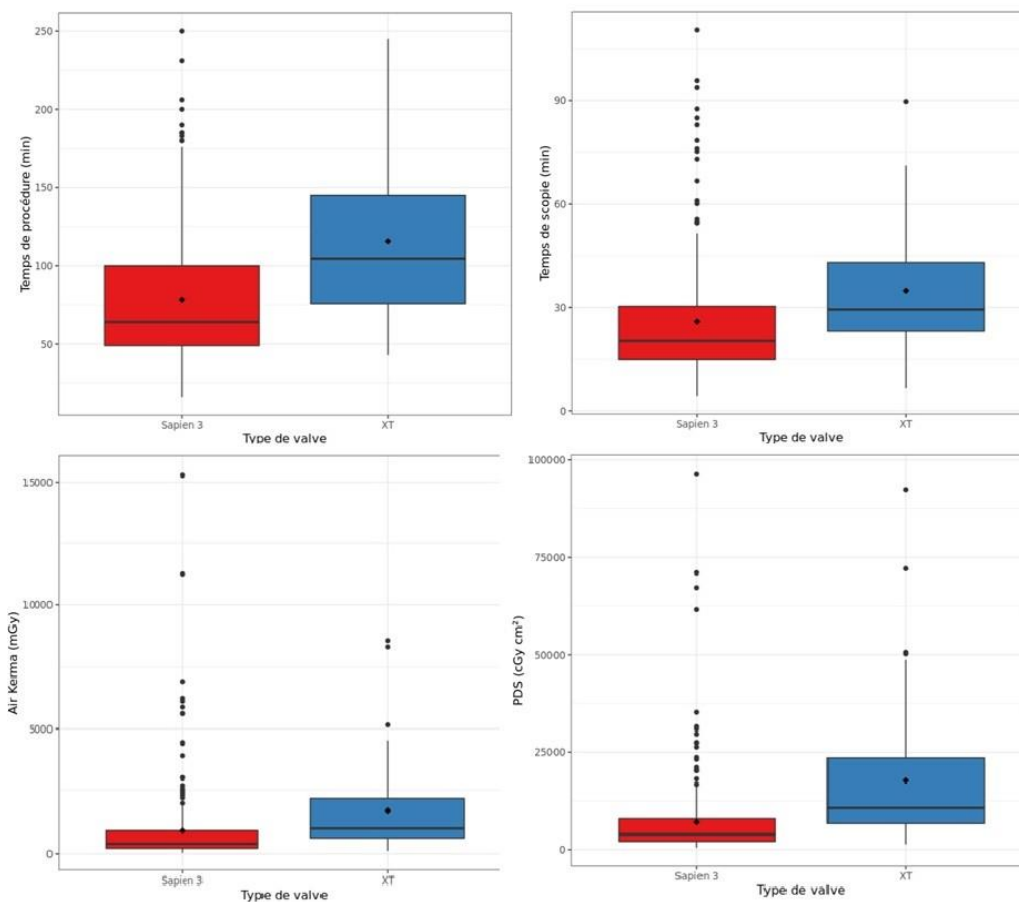 Temps de procédure (min)
250
200
150
100
50
Sapien 3
XT
Type de valve
Temps de scopie (min)
90
60
30
0
Sapien 3
XT
Type de valve
Air Kerma (mGy)
15000
10000
5000
0
Sapien 3
XT
Type de valve
PDS (cGy cm²)
100000
75000
50000
25000
0
Sapien 3
XT
Type de valve